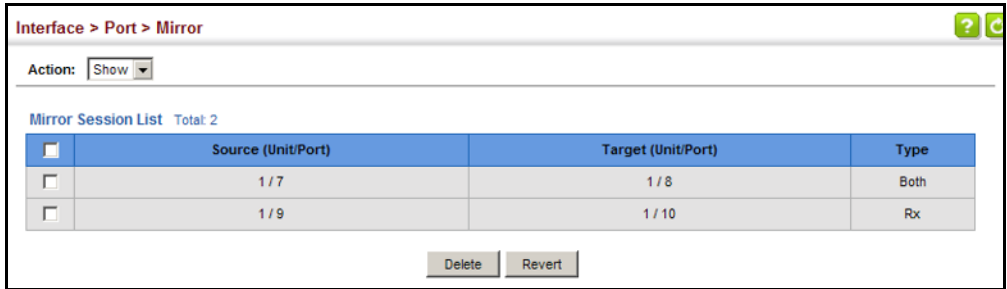 Interface > Port > Mirror
?
Action: Show
Mirror Session List Total: 2
Source (Unit/Port) Target (Unit/Port) Type
1 / 7 1 / 8 Both
1 / 9 1 / 10 Rx
Delete Revert